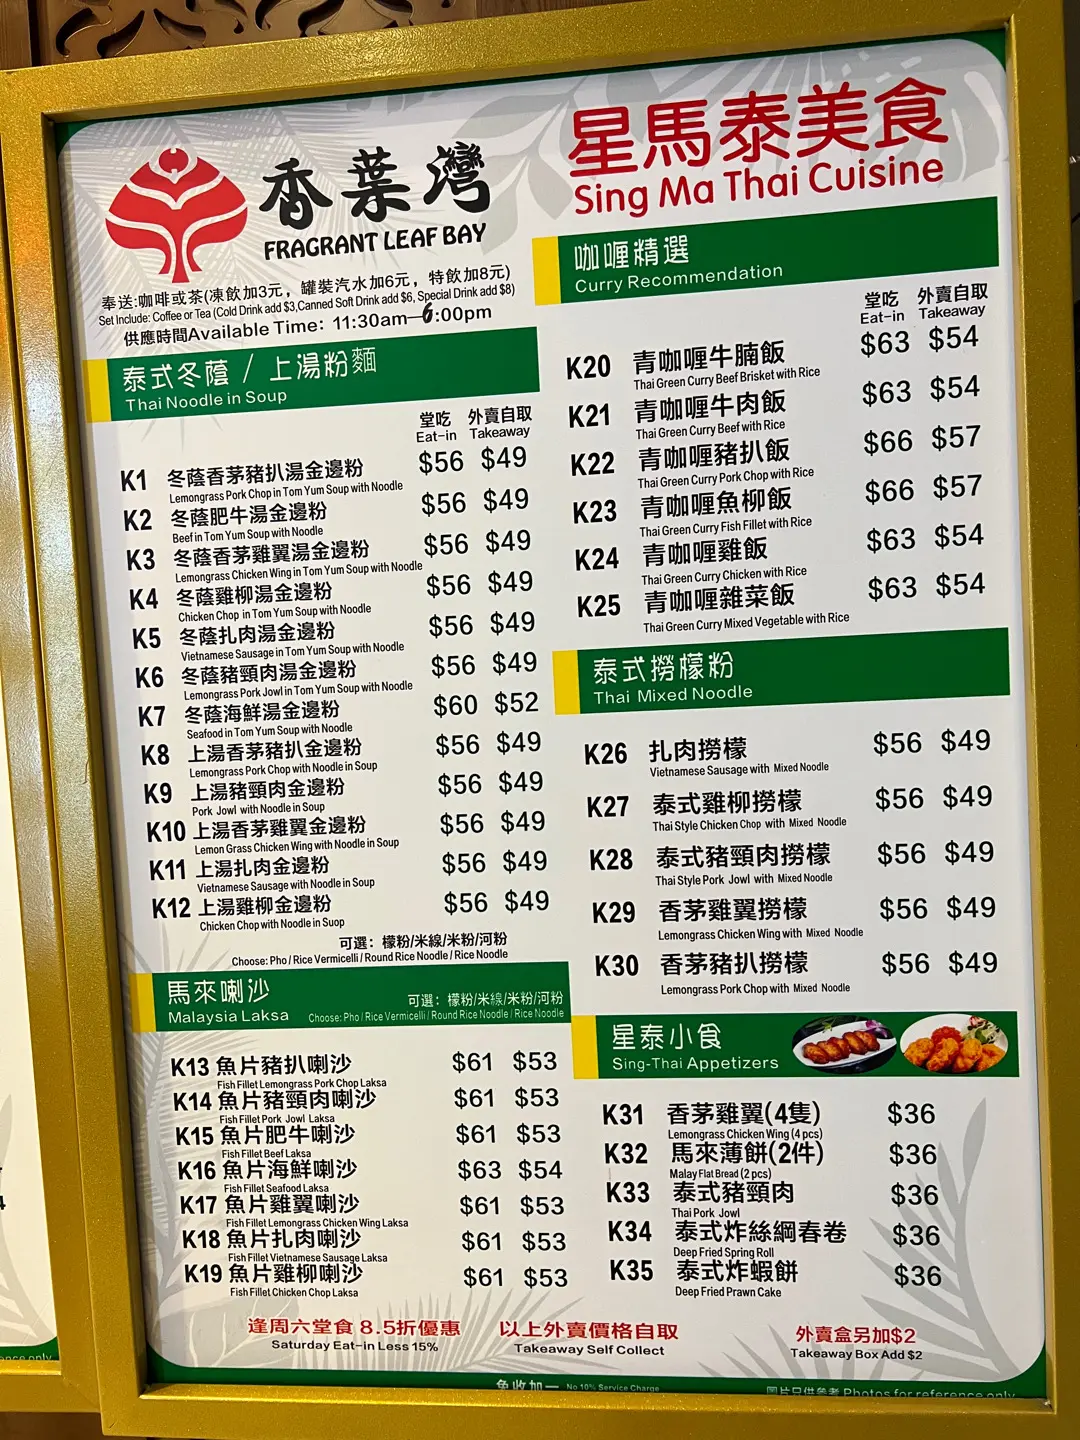 香葉灣
FRAGRANT LEAF BAY
奉送:咖啡或茶(凍飲加3元，罐裝汽水加6元，特飲加8元)
Set Include: Coffee or Tea (Cold Drink add $3,Canned Soft Drink add $6, Special Drink add $8)
供應時間Available Time: 11:30am—6:00pm
星馬泰美食
Sing Ma Thai Cuisine
泰式冬蔭 / 上湯粉麵
Thai Noodle in Soup
堂吃 外賣自取
Eat-in Takeaway
K1 冬蔭香茅豬扒湯金邊粉 $56 $49
Lemongrass Pork Chop in Tom Yum Soup with Noodle
K2 冬蔭肥牛湯金邊粉 $56 $49
Beef in Tom Yum Soup with Noodle
K3 冬蔭香茅雞翼湯金邊粉 $56 $49
Lemongrass Chicken Wing in Tom Yum Soup with Noodle
K4 冬蔭雞柳湯金邊粉 $56 $49
Chicken Chop in Tom Yum Soup with Noodle
K5 冬蔭扎肉湯金邊粉 $56 $49
Vietnamese Sausage in Tom Yum Soup with Noodle
K6 冬蔭豬頸肉湯金邊粉 $56 $49
Lemongrass Pork Jowl in Tom Yum Soup with Noodle
K7 冬蔭海鮮湯金邊粉 $60 $52
Seafood in Tom Yum Soup with Noodle
K8 上湯香茅豬扒金邊粉 $56 $49
Lemongrass Pork Chop with Noodle in Soup
K9 上湯豬頸肉金邊粉 $56 $49
Pork Jowl with Noodle in Soup
K10 上湯香茅雞翼金邊粉 $56 $49
Lemon Grass Chicken Wing with Noodle in Soup
K11 上湯扎肉金邊粉 $56 $49
Vietnamese Sausage with Noodle in Soup
K12 上湯雞柳金邊粉 $56 $49
Chicken Chop with Noodle in Suop
可選：檬粉/米線/米粉/河粉
Choose: Pho / Rice Vermicelli / Round Rice Noodle / Rice Noodle
馬來喇沙 可選：檬粉/米線/米粉/河粉
Malaysia Laksa Choose: Pho / Rice Vermicelli / Round Rice Noodle / Rice Noodle
K13 魚片豬扒喇沙 $61 $53
Fish Fillet Lemongrass Pork Chop Laksa
K14 魚片豬頸肉喇沙 $61 $53
Fish Fillet Pork Jowl Laksa
K15 魚片肥牛喇沙 $61 $53
Fish Fillet Beef Laksa
K16 魚片海鮮喇沙 $63 $54
Fish Fillet Seafood Laksa
K17 魚片雞翼喇沙 $61 $53
Fish Fillet Lemongrass Chicken Wing Laksa
K18 魚片扎肉喇沙 $61 $53
Fish Fillet Vietnamese Sausage Laksa
K19 魚片雞柳喇沙 $61 $53
Fish Fillet Chicken Chop Laksa
咖喱精選
Curry Recommendation
堂吃 外賣自取
Eat-in Takeaway
K20 青咖喱牛腩飯 $63 $54
Thai Green Curry Beef Brisket with Rice
K21 青咖喱牛肉飯 $63 $54
Thai Green Curry Beef with Rice
K22 青咖喱豬扒飯 $66 $57
Thai Green Curry Pork Chop with Rice
K23 青咖喱魚柳飯 $66 $57
Thai Green Curry Fish Fillet with Rice
K24 青咖喱雞飯 $63 $54
Thai Green Curry Chicken with Rice
K25 青咖喱雜菜飯 $63 $54
Thai Green Curry Mixed Vegetable with Rice
泰式撈檬粉
Thai Mixed Noodle
K26 扎肉撈檬 $56 $49
Vietnamese Sausage with Mixed Noodle
K27 泰式雞柳撈檬 $56 $49
Thai Style Chicken Chop with Mixed Noodle
K28 泰式豬頸肉撈檬 $56 $49
Thai Style Pork Jowl with Mixed Noodle
K29 香茅雞翼撈檬 $56 $49
Lemongrass Chicken Wing with Mixed Noodle
K30 香茅豬扒撈檬 $56 $49
Lemongrass Pork Chop with Mixed Noodle
星泰小食
Sing-Thai Appetizers
K31 香茅雞翼(4隻) $36
Lemongrass Chicken Wing (4 pcs)
K32 馬來薄餅(2件) $36
Malay Flat Bread (2 pcs)
K33 泰式豬頸肉 $36
Thai Pork Jowl
K34 泰式炸絲綢春卷 $36
Deep Fried Spring Roll
K35 泰式炸蝦餅 $36
Deep Fried Prawn Cake
逢周六堂食 8.5折優惠 以上外賣價格自取 外賣盒另加$2
Saturday Eat-in Less 15% Takeaway Self Collect Takeaway Box Add $2
免收加一 No 10% Service Charge 圖片只供參考 Photos for reference only
ence only